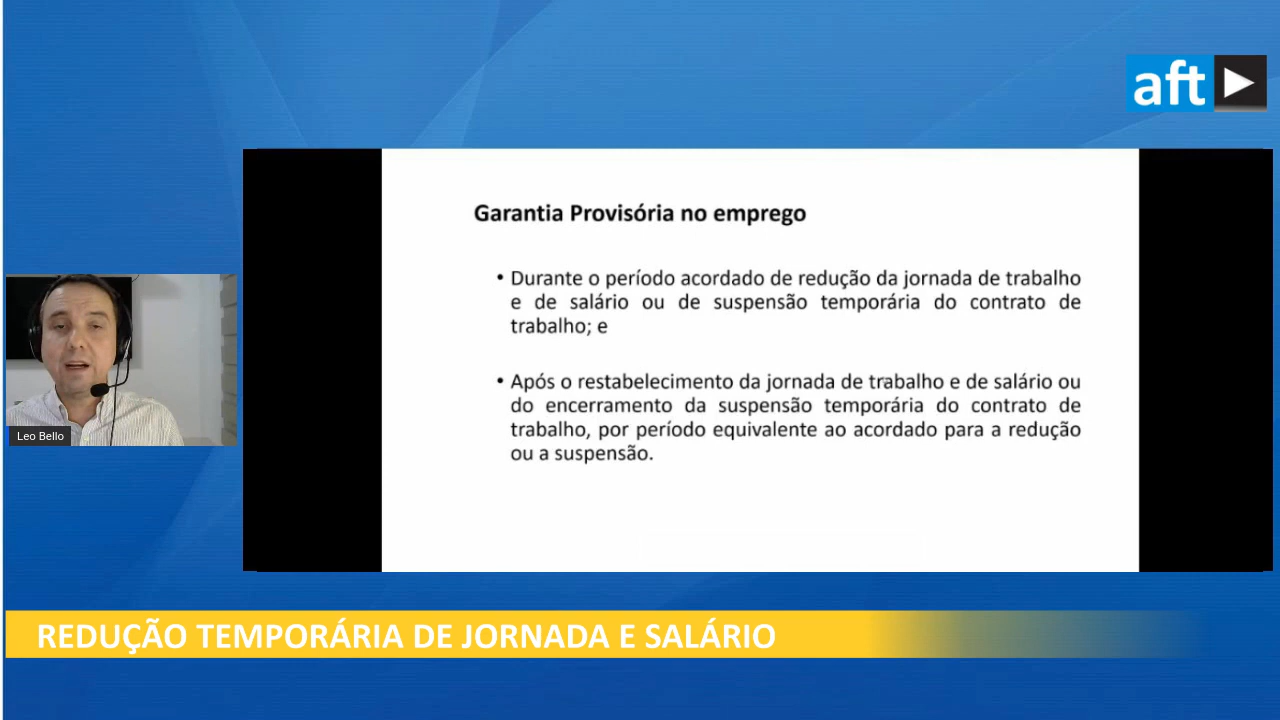 aft
Garantia Provisória no emprego
• Durante o período acordado de redução da jornada de trabalho
e de salário ou de suspensão temporária do contrato de
trabalho; e
• Após o restabelecimento da jornada de trabalho e de salário ou
do encerramento da suspensão temporária do contrato de
trabalho, por período equivalente ao acordado para a redução
ou a suspensão.
Leo Bello
REDUÇÃO TEMPORÁRIA DE JORNADA E SALÁRIO